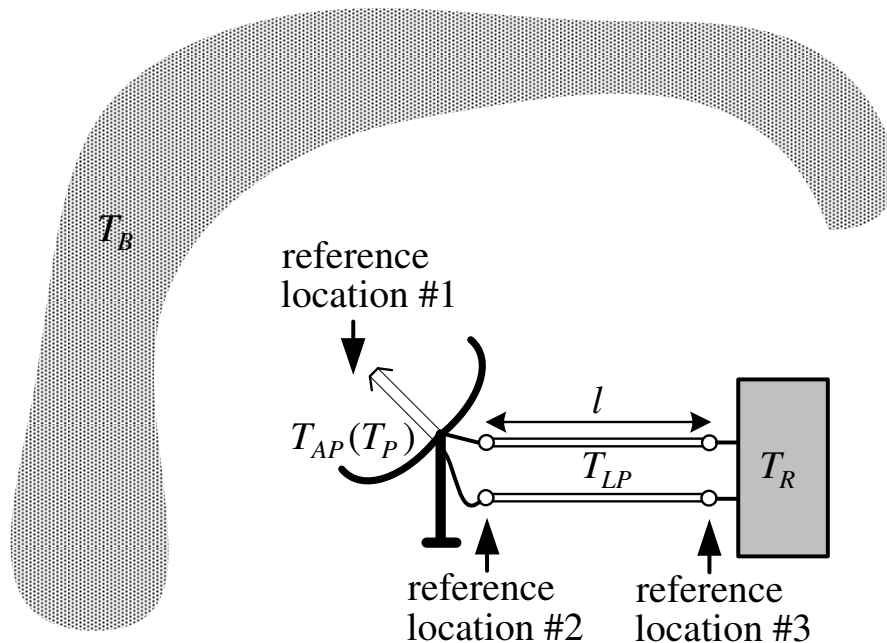 T_B
reference
location #1
T_AP(T_P)
l
T_LP
T_R
reference
location #2
reference
location #3